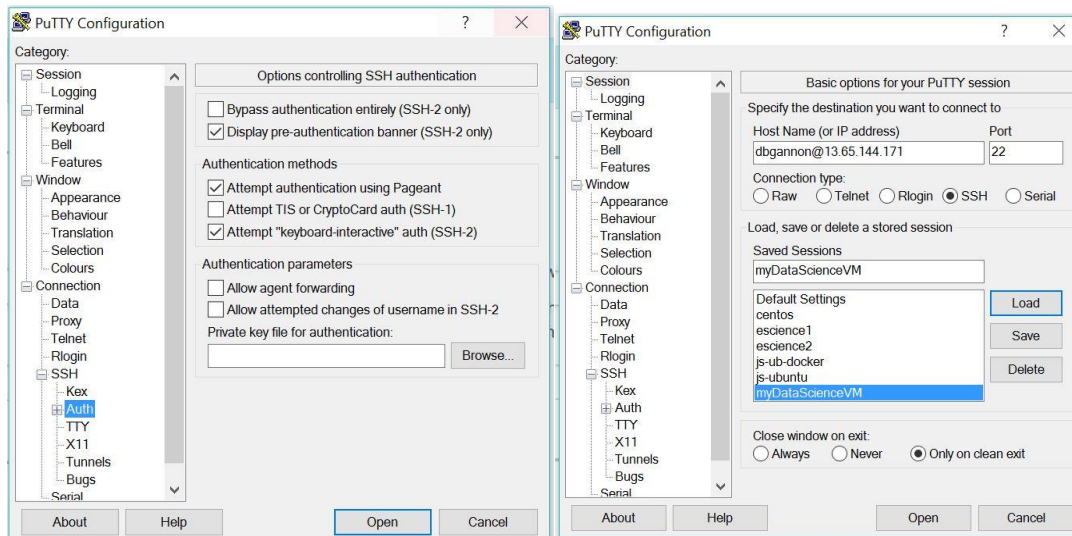 PuTTY Configuration
?
Category:
Session
Logging
Terminal
Keyboard
Bell
Features
Window
Appearance
Behaviour
Translation
Selection
Colours
Connection
Data
Proxy
Telnet
Rlogin
SSH
Kex
Auth
TTY
X11
Tunnels
Bugs
Serial
Options controlling SSH authentication
Bypass authentication entirely (SSH-2 only)
Display pre-authentication banner (SSH-2 only)
Authentication methods
Attempt authentication using Pageant
Attempt TIS or CryptoCard auth (SSH-1)
Attempt "keyboard-interactive" auth (SSH-2)
Authentication parameters
Allow agent forwarding
Allow attempted changes of username in SSH-2
Private key file for authentication:
Browse...
About Help Open Cancel
PuTTY Configuration
?
Category:
Session
Logging
Terminal
Keyboard
Bell
Features
Window
Appearance
Behaviour
Translation
Selection
Colours
Connection
Data
Proxy
Telnet
Rlogin
SSH
Kex
Auth
TTY
X11
Tunnels
Bugs
Serial
Basic options for your PuTTY session
Specify the destination you want to connect to
Host Name (or IP address) Port
dbgannon@13.65.144.171 22
Connection type:
Raw Telnet Rlogin SSH Serial
Load, save or delete a stored session
Saved Sessions
myDataScienceVM
Default Settings
centos
escience1
escience2
js-ub-docker
js-ubuntu
myDataScienceVM
Load
Save
Delete
Close window on exit:
Always Never Only on clean exit
About Help Open Cancel